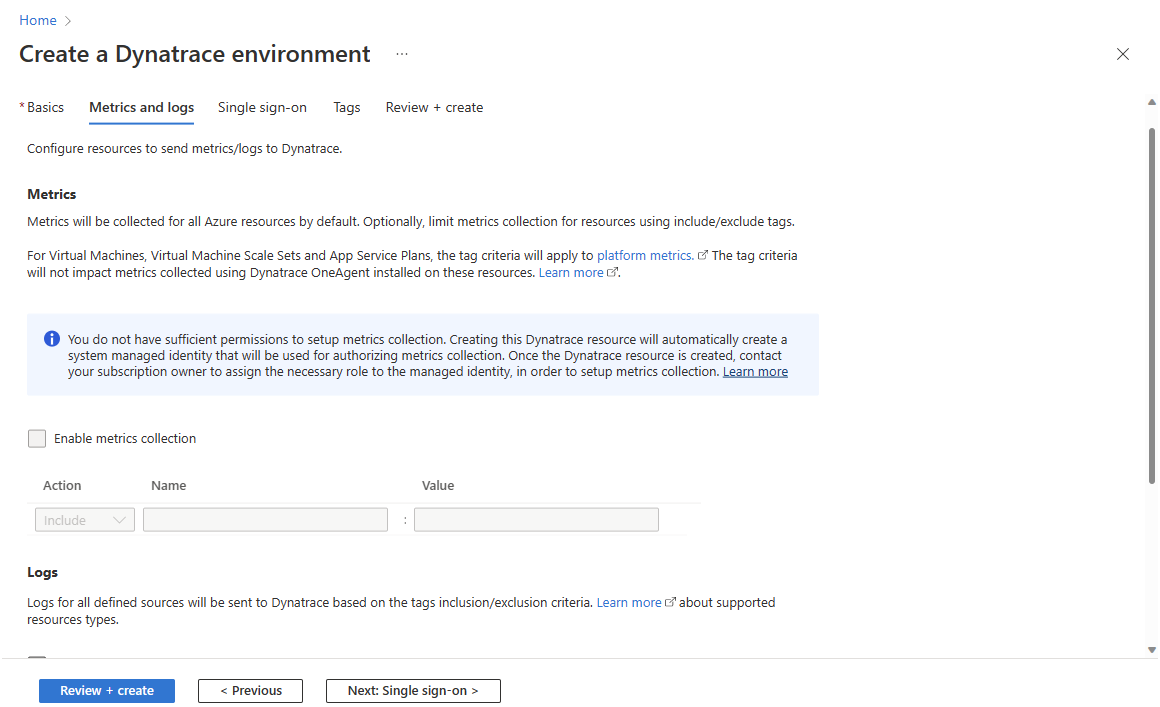 Home >
Create a Dynatrace environment ...
* Basics Metrics and logs Single sign-on Tags Review + create
Configure resources to send metrics/logs to Dynatrace.
Metrics
Metrics will be collected for all Azure resources by default. Optionally, limit metrics collection for resources using include/exclude tags.
For Virtual Machines, Virtual Machine Scale Sets and App Service Plans, the tag criteria will apply to platform metrics. The tag criteria
will not impact metrics collected using Dynatrace OneAgent installed on these resources. Learn more.
You do not have sufficient permissions to setup metrics collection. Creating this Dynatrace resource will automatically create a
system managed identity that will be used for authorizing metrics collection. Once the Dynatrace resource is created, contact
your subscription owner to assign the necessary role to the managed identity, in order to setup metrics collection. Learn more
Enable metrics collection
Action Name Value
Include :
Logs
Logs for all defined sources will be sent to Dynatrace based on the tags inclusion/exclusion criteria. Learn more about supported
resources types.
Review + create < Previous Next: Single sign-on >